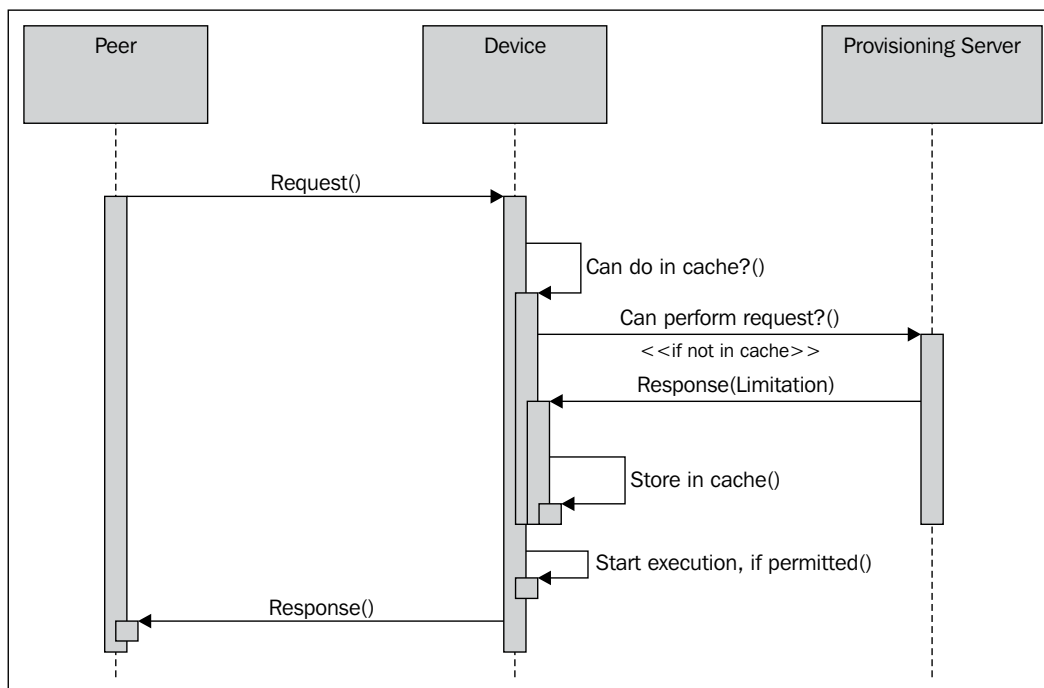 Peer
Device
Provisioning Server
Request()
Can do in cache?()
Can perform request?()
<<if not in cache>>
Response(Limitation)
Store in cache()
Start execution, if permitted()
Response()